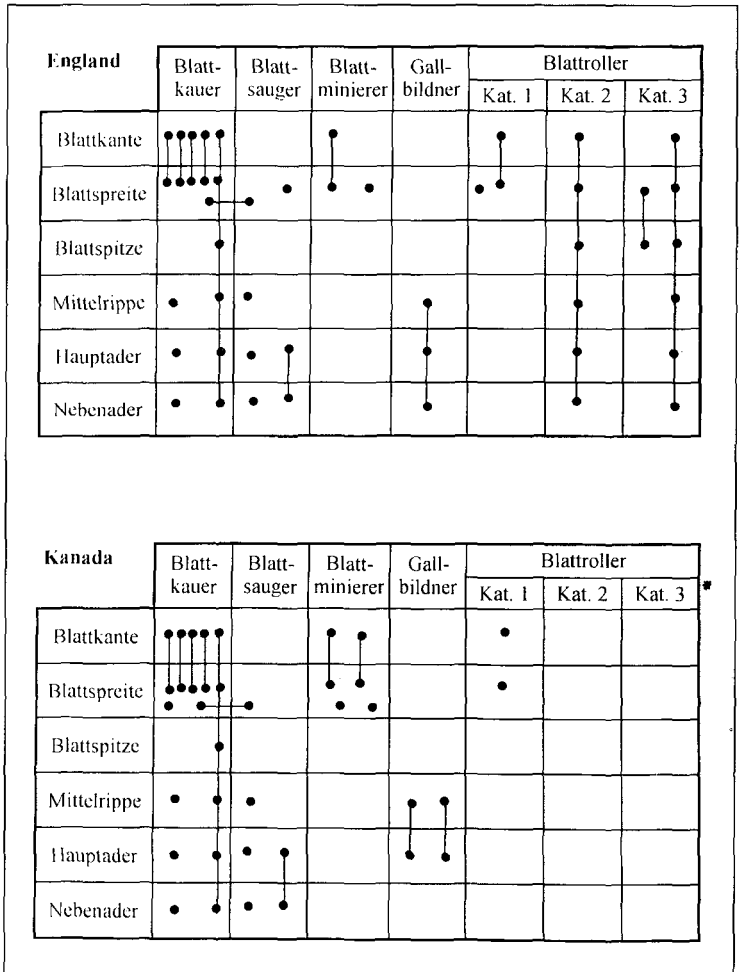 England
Blatt- Blatt- Blatt- Gall- Blattroller
kauer sauger minierer bildner Kat. 1 Kat. 2 Kat. 3
Blattkante
Blattspreite
Blattspitze
Mittelrippe
Hauptader
Nebenader
Kanada
Blatt- Blatt- Blatt- Gall- Blattroller
kauer sauger minierer bildner Kat. 1 Kat. 2 Kat. 3
Blattkante
Blattspreite
Blattspitze
Mittelrippe
Hauptader
Nebenader